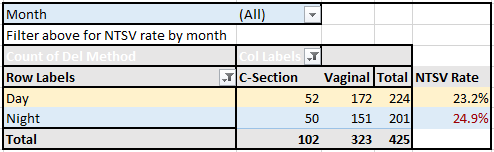 Month (All)
Filter above for NTSV rate by month
Count of Del Method Col Labels
Row Labels C-Section Vaginal Total NTSV Rate
Day 52 172 224 23.2%
Night 50 151 201 24.9%
Total 102 323 425